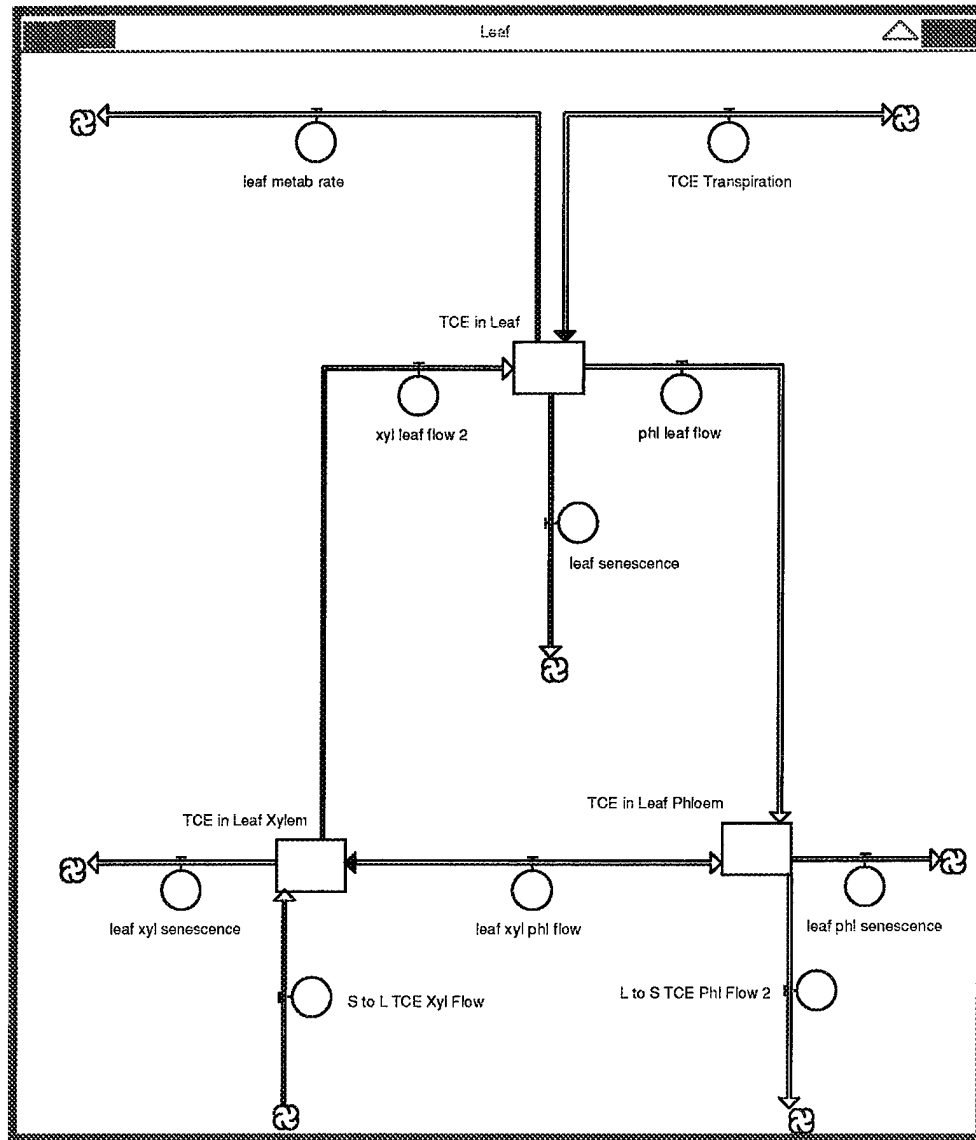 Leaf
leaf metab rate
TCE Transpiration
TCE in Leaf
xyl leaf flow 2
phl leaf flow
leaf senescence
TCE in Leaf Xylem
TCE in Leaf Phloem
leaf xyl senescence
leaf xyl phl flow
leaf phl senescence
S to L TCE Xyl Flow
L to S TCE Phl Flow 2